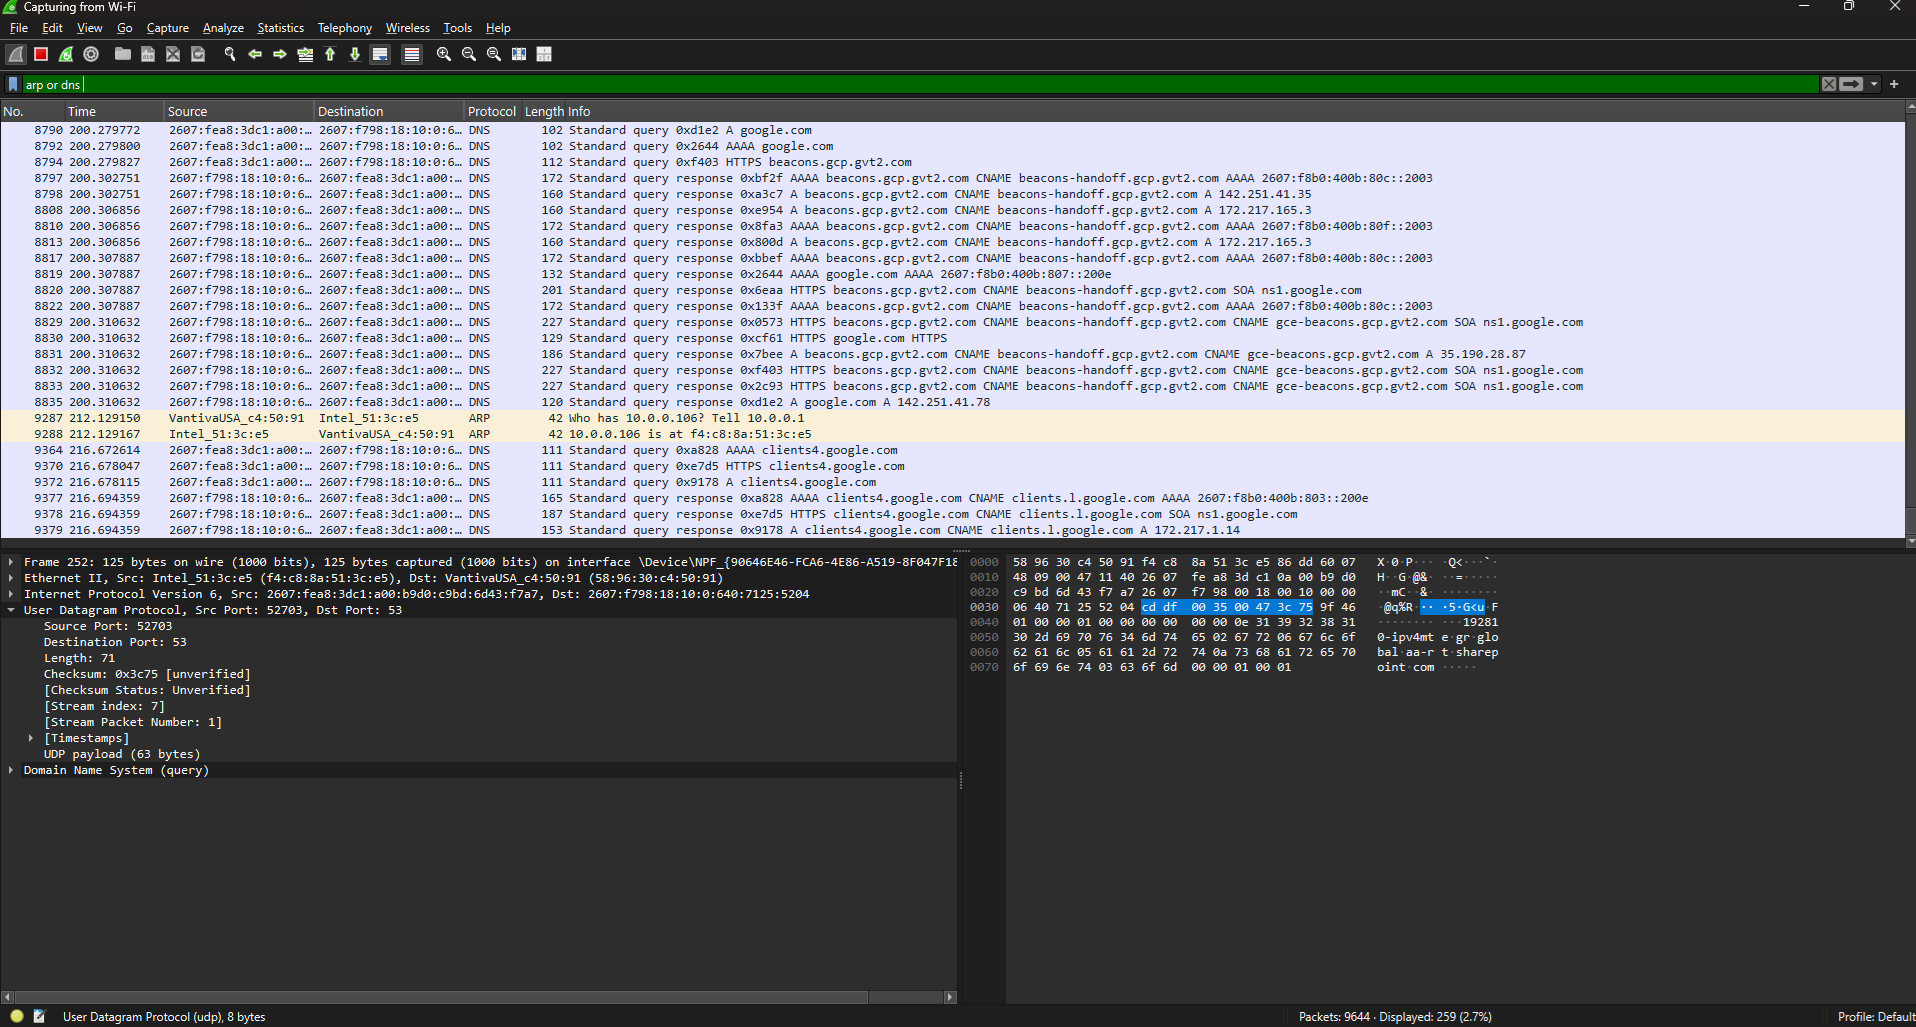 Capturing from Wi-Fi
File Edit View Go Capture Analyze Statistics Telephony Wireless Tools Help
arp or dns
No. Time Source Destination Protocol Length Info
8790 200.279772 2607:fea8:3dc1:a00:… 2607:f798:18:10:0:6… DNS 102 Standard query 0xd1e2 A google.com
8792 200.279800 2607:fea8:3dc1:a00:… 2607:f798:18:10:0:6… DNS 102 Standard query 0x2644 AAAA google.com
8794 200.279827 2607:fea8:3dc1:a00:… 2607:f798:18:10:0:6… DNS 112 Standard query 0xf403 HTTPS beacons.gcp.gvt2.com
8797 200.302751 2607:f798:18:10:0:6… 2607:fea8:3dc1:a00:… DNS 172 Standard query response 0xbf2f AAAA beacons.gcp.gvt2.com CNAME beacons-handoff.gcp.gvt2.com AAAA 2607:f8b0:400b:80c::2003
8798 200.302751 2607:f798:18:10:0:6… 2607:fea8:3dc1:a00:… DNS 160 Standard query response 0xa3c7 A beacons.gcp.gvt2.com CNAME beacons-handoff.gcp.gvt2.com A 142.251.41.35
8808 200.306856 2607:f798:18:10:0:6… 2607:fea8:3dc1:a00:… DNS 160 Standard query response 0xe954 A beacons.gcp.gvt2.com CNAME beacons-handoff.gcp.gvt2.com A 172.217.165.3
8810 200.306856 2607:f798:18:10:0:6… 2607:fea8:3dc1:a00:… DNS 172 Standard query response 0x8fa3 AAAA beacons.gcp.gvt2.com CNAME beacons-handoff.gcp.gvt2.com AAAA 2607:f8b0:400b:80f::2003
8813 200.306856 2607:f798:18:10:0:6… 2607:fea8:3dc1:a00:… DNS 160 Standard query response 0x800d A beacons.gcp.gvt2.com CNAME beacons-handoff.gcp.gvt2.com A 172.217.165.3
8817 200.307887 2607:f798:18:10:0:6… 2607:fea8:3dc1:a00:… DNS 172 Standard query response 0xbbef AAAA beacons.gcp.gvt2.com CNAME beacons-handoff.gcp.gvt2.com AAAA 2607:f8b0:400b:80c::2003
8819 200.307887 2607:f798:18:10:0:6… 2607:fea8:3dc1:a00:… DNS 132 Standard query response 0x2644 AAAA google.com AAAA 2607:f8b0:400b:807::200e
8820 200.307887 2607:f798:18:10:0:6… 2607:fea8:3dc1:a00:… DNS 201 Standard query response 0x6eaa HTTPS beacons.gcp.gvt2.com CNAME beacons-handoff.gcp.gvt2.com SOA ns1.google.com
8822 200.307887 2607:f798:18:10:0:6… 2607:fea8:3dc1:a00:… DNS 172 Standard query response 0x133f AAAA beacons.gcp.gvt2.com CNAME beacons-handoff.gcp.gvt2.com AAAA 2607:f8b0:400b:80c::2003
8829 200.310632 2607:f798:18:10:0:6… 2607:fea8:3dc1:a00:… DNS 227 Standard query response 0x0573 HTTPS beacons.gcp.gvt2.com CNAME beacons-handoff.gcp.gvt2.com CNAME gce-beacons.gcp.gvt2.com SOA ns1.google.com
8830 200.310632 2607:f798:18:10:0:6… 2607:fea8:3dc1:a00:… DNS 129 Standard query response 0xcf61 HTTPS google.com HTTPS
8831 200.310632 2607:f798:18:10:0:6… 2607:fea8:3dc1:a00:… DNS 186 Standard query response 0x7bee A beacons.gcp.gvt2.com CNAME beacons-handoff.gcp.gvt2.com CNAME gce-beacons.gcp.gvt2.com A 35.190.28.87
8832 200.310632 2607:f798:18:10:0:6… 2607:fea8:3dc1:a00:… DNS 227 Standard query response 0xf403 HTTPS beacons.gcp.gvt2.com CNAME beacons-handoff.gcp.gvt2.com CNAME gce-beacons.gcp.gvt2.com SOA ns1.google.com
8833 200.310632 2607:f798:18:10:0:6… 2607:fea8:3dc1:a00:… DNS 227 Standard query response 0x2c93 HTTPS beacons.gcp.gvt2.com CNAME beacons-handoff.gcp.gvt2.com CNAME gce-beacons.gcp.gvt2.com SOA ns1.google.com
8835 200.310632 2607:f798:18:10:0:6… 2607:fea8:3dc1:a00:… DNS 120 Standard query response 0xd1e2 A google.com A 142.251.41.78
9287 212.129150 VantivaUSA_c4:50:91 Intel_51:3c:e5 ARP 42 Who has 10.0.0.106? Tell 10.0.0.1
9288 212.129167 Intel_51:3c:e5 VantivaUSA_c4:50:91 ARP 42 10.0.0.106 is at f4:c8:8a:51:3c:e5
9364 216.672614 2607:fea8:3dc1:a00:… 2607:f798:18:10:0:6… DNS 111 Standard query 0xa828 AAAA clients4.google.com
9370 216.678047 2607:fea8:3dc1:a00:… 2607:f798:18:10:0:6… DNS 111 Standard query 0xe7d5 HTTPS clients4.google.com
9372 216.678115 2607:fea8:3dc1:a00:… 2607:f798:18:10:0:6… DNS 111 Standard query 0x9178 A clients4.google.com
9377 216.694359 2607:f798:18:10:0:6… 2607:fea8:3dc1:a00:… DNS 165 Standard query response 0xa828 AAAA clients4.google.com CNAME clients.l.google.com AAAA 2607:f8b0:400b:803::200e
9378 216.694359 2607:f798:18:10:0:6… 2607:fea8:3dc1:a00:… DNS 187 Standard query response 0xe7d5 HTTPS clients4.google.com CNAME clients.l.google.com SOA ns1.google.com
9379 216.694359 2607:f798:18:10:0:6… 2607:fea8:3dc1:a00:… DNS 153 Standard query response 0x9178 A clients4.google.com CNAME clients.l.google.com A 172.217.1.14
Frame 252: 125 bytes on wire (1000 bits), 125 bytes captured (1000 bits) on interface \Device\NPF_{90646E46-FCA6-4E86-A519-8F047F18
Ethernet II, Src: Intel_51:3c:e5 (f4:c8:8a:51:3c:e5), Dst: VantivaUSA_c4:50:91 (58:96:30:c4:50:91)
Internet Protocol Version 6, Src: 2607:fea8:3dc1:a00:b9d0:c9bd:6d43:f7a7, Dst: 2607:f798:18:10:0:640:7125:5204
User Datagram Protocol, Src Port: 52703, Dst Port: 53
Source Port: 52703
Destination Port: 53
Length: 71
Checksum: 0x3c75 [unverified]
[Checksum Status: Unverified]
[Stream index: 7]
[Stream Packet Number: 1]
[Timestamps]
UDP payload (63 bytes)
Domain Name System (query)
0000 58 96 30 c4 50 91 f4 c8 8a 51 3c e5 86 dd 60 07 X·0·P··· ·Q<···`·
0010 48 09 00 47 11 40 26 07 fe a8 3d c1 0a 00 b9 d0 H··G·@&· ··=·····
0020 c9 bd 6d 43 f7 a7 26 07 f7 98 00 18 00 10 00 00 ··mC··&· ········
0030 06 40 71 25 52 04 cd df 00 35 00 47 3c 75 9f 46 ·@q%R··· ·5·G<u·F
0040 01 00 00 01 00 00 00 00 00 00 0e 31 39 32 38 31 ········ ···19281
0050 30 2d 69 70 76 34 6d 74 65 02 67 72 06 67 6c 6f 0-ipv4mt e·gr·glo
0060 62 61 6c 05 61 61 2d 72 74 0a 73 68 61 72 65 70 bal·aa-r t·sharep
0070 6f 69 6e 74 03 63 6f 6d 00 00 01 00 01 oint·com ·····
User Datagram Protocol (udp), 8 bytes
Packets: 9644 · Displayed: 259 (2.7%)
Profile: Default